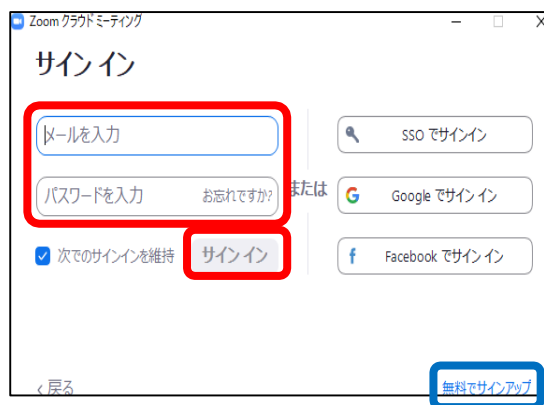 Zoom クラウド ミーティング
サイン イン
メールを入力
パスワードを入力 お忘れですか?
次でのサインインを維持 サイン イン
または
SSO でサインイン
Google でサイン イン
Facebook でサイン イン
< 戻る
無料でサインアップ